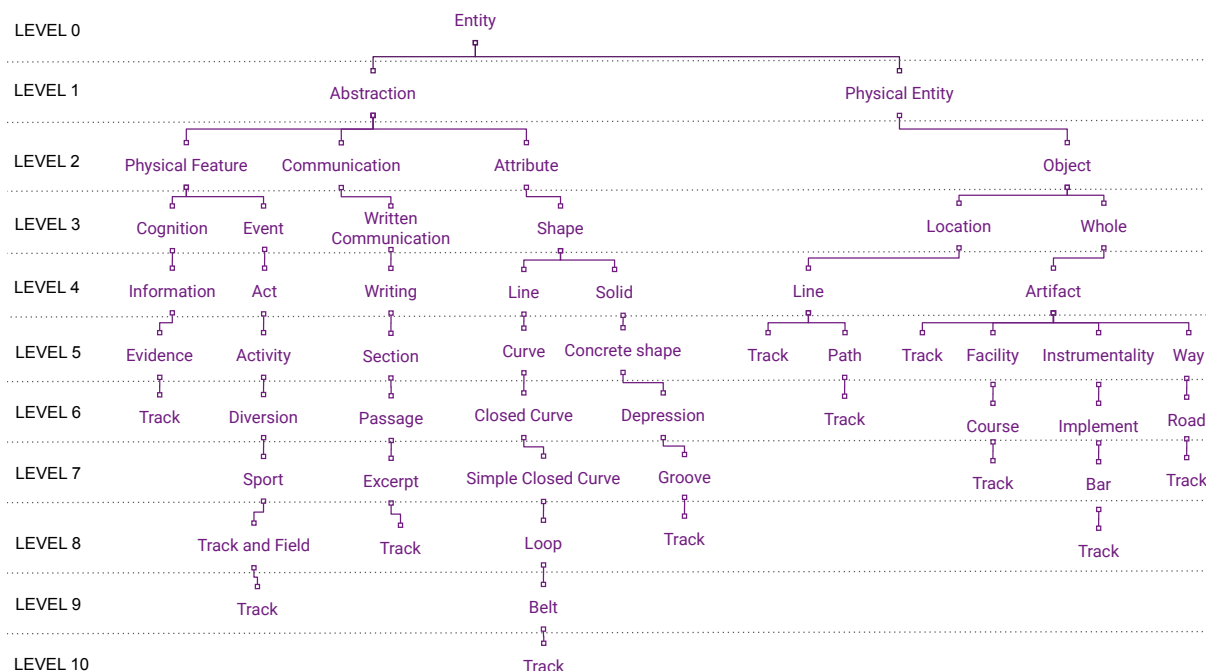 LEVEL 0 Entity
LEVEL 1 Abstraction Physical Entity
LEVEL 2 Physical Feature Communication Attribute Object
LEVEL 3 Cognition Event Written Communication Shape Location Whole
LEVEL 4 Information Act Writing Line Solid Line Artifact
LEVEL 5 Evidence Activity Section Curve Concrete shape Track Path Track Facility Instrumentality Way
LEVEL 6 Track Diversion Passage Closed Curve Depression Track Course Implement Road
LEVEL 7 Sport Excerpt Simple Closed Curve Groove Track Bar Track
LEVEL 8 Track and Field Track Loop Track Track
LEVEL 9 Track Belt
LEVEL 10 Track